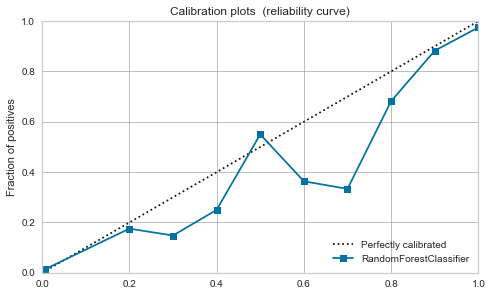 Calibration plots  (reliability curve)
Fraction of positives
1.0
0.8
0.6
0.4
0.2
0.0
0.0 0.2 0.4 0.6 0.8 1.0
Perfectly calibrated
RandomForestClassifier